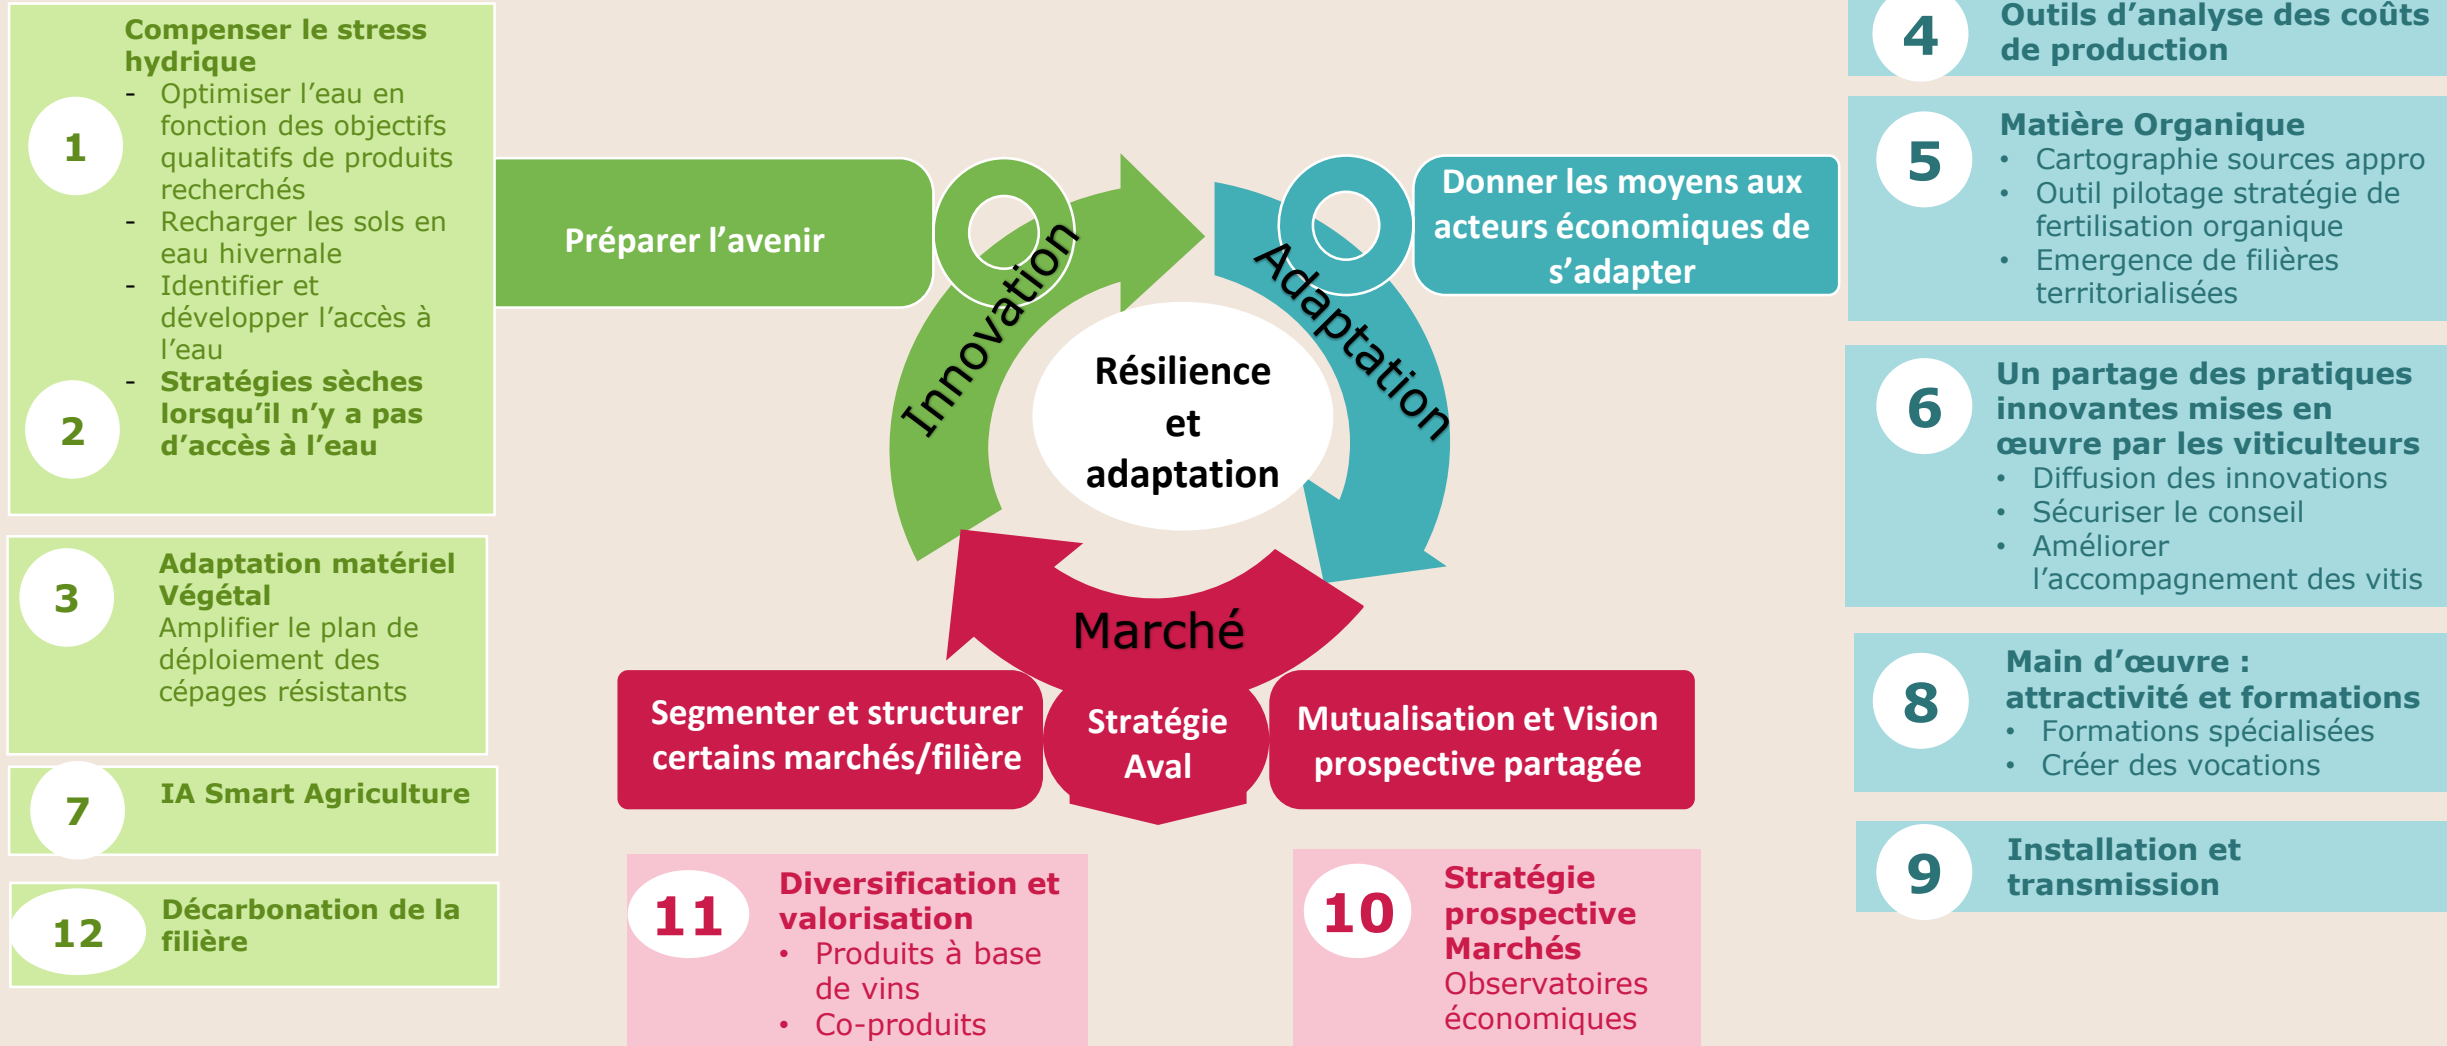 Compenser le stress
hydrique
1
- Optimiser l’eau en
fonction des objectifs
qualitatifs de produits
recherchés
- Recharger les sols en
eau hivernale
- Identifier et
développer l’accès à
l’eau
2
- Stratégies sèches
lorsqu’il n’y a pas
d’accès à l’eau
3
Adaptation matériel
Végétal
Amplifier le plan de
déploiement des
cépages résistants
7
IA Smart Agriculture
12
Décarbonation de la
filière
Préparer l’avenir
Innovation
Adaptation
Donner les moyens aux
acteurs économiques de
s’adapter
Résilience
et
adaptation
Marché
Segmenter et structurer
certains marchés/filière
Stratégie
Aval
Mutualisation et Vision
prospective partagée
11
Diversification et
valorisation
• Produits à base
de vins
• Co-produits
10
Stratégie
prospective
Marchés
Observatoires
économiques
4
Outils d’analyse des coûts
de production
5
Matière Organique
• Cartographie sources appro
• Outil pilotage stratégie de
fertilisation organique
• Emergence de filières
territorialisées
6
Un partage des pratiques
innovantes mises en
œuvre par les viticulteurs
• Diffusion des innovations
• Sécuriser le conseil
• Améliorer
l’accompagnement des vitis
8
Main d’œuvre :
attractivité et formations
• Formations spécialisées
• Créer des vocations
9
Installation et
transmission